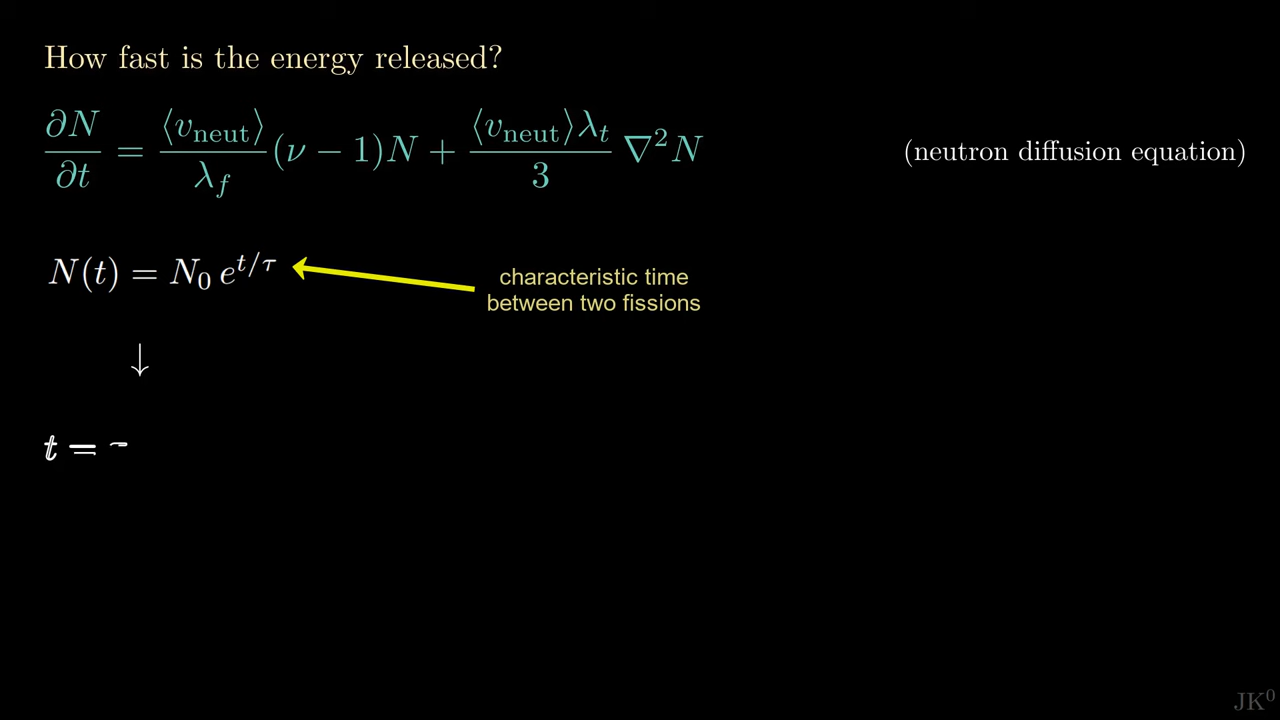 How fast is the energy released?
∂N/∂t = ⟨v_neut⟩/λ_f (ν − 1)N + ⟨v_neut⟩λ_t/3 ∇²N (neutron diffusion equation)
N(t) = N₀ e^{t/τ}
characteristic time
between two fissions
↓
t =
JK⁰